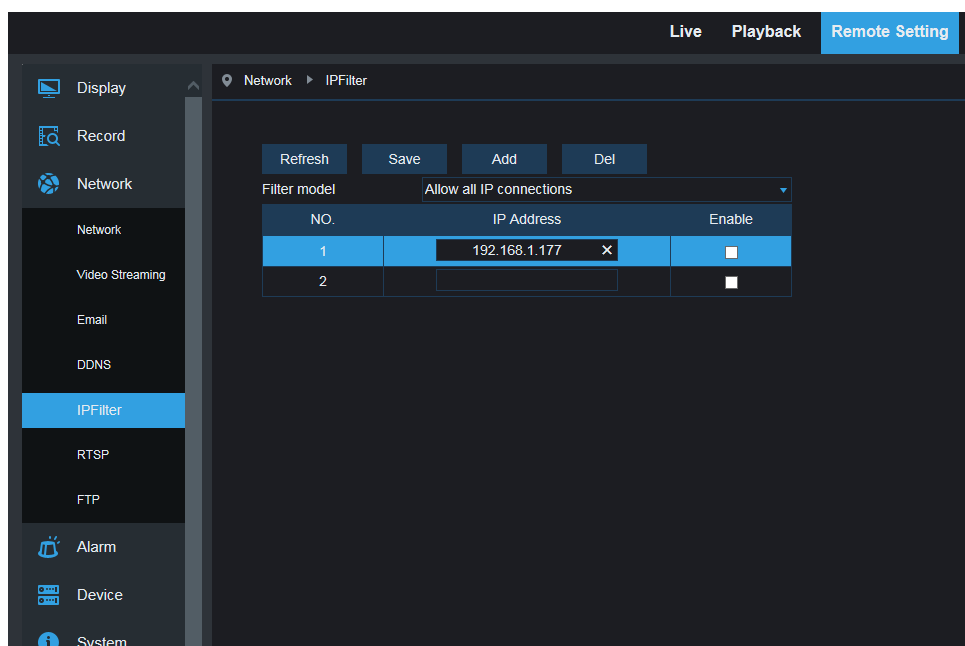 Live Playback Remote Setting
Display
Record
Network
Network
Video Streaming
Email
DDNS
IPFilter
RTSP
FTP
Alarm
Device
System
Network IPFilter
Refresh Save Add Del
Filter model Allow all IP connections
NO. IP Address Enable
1 192.168.1.177
2